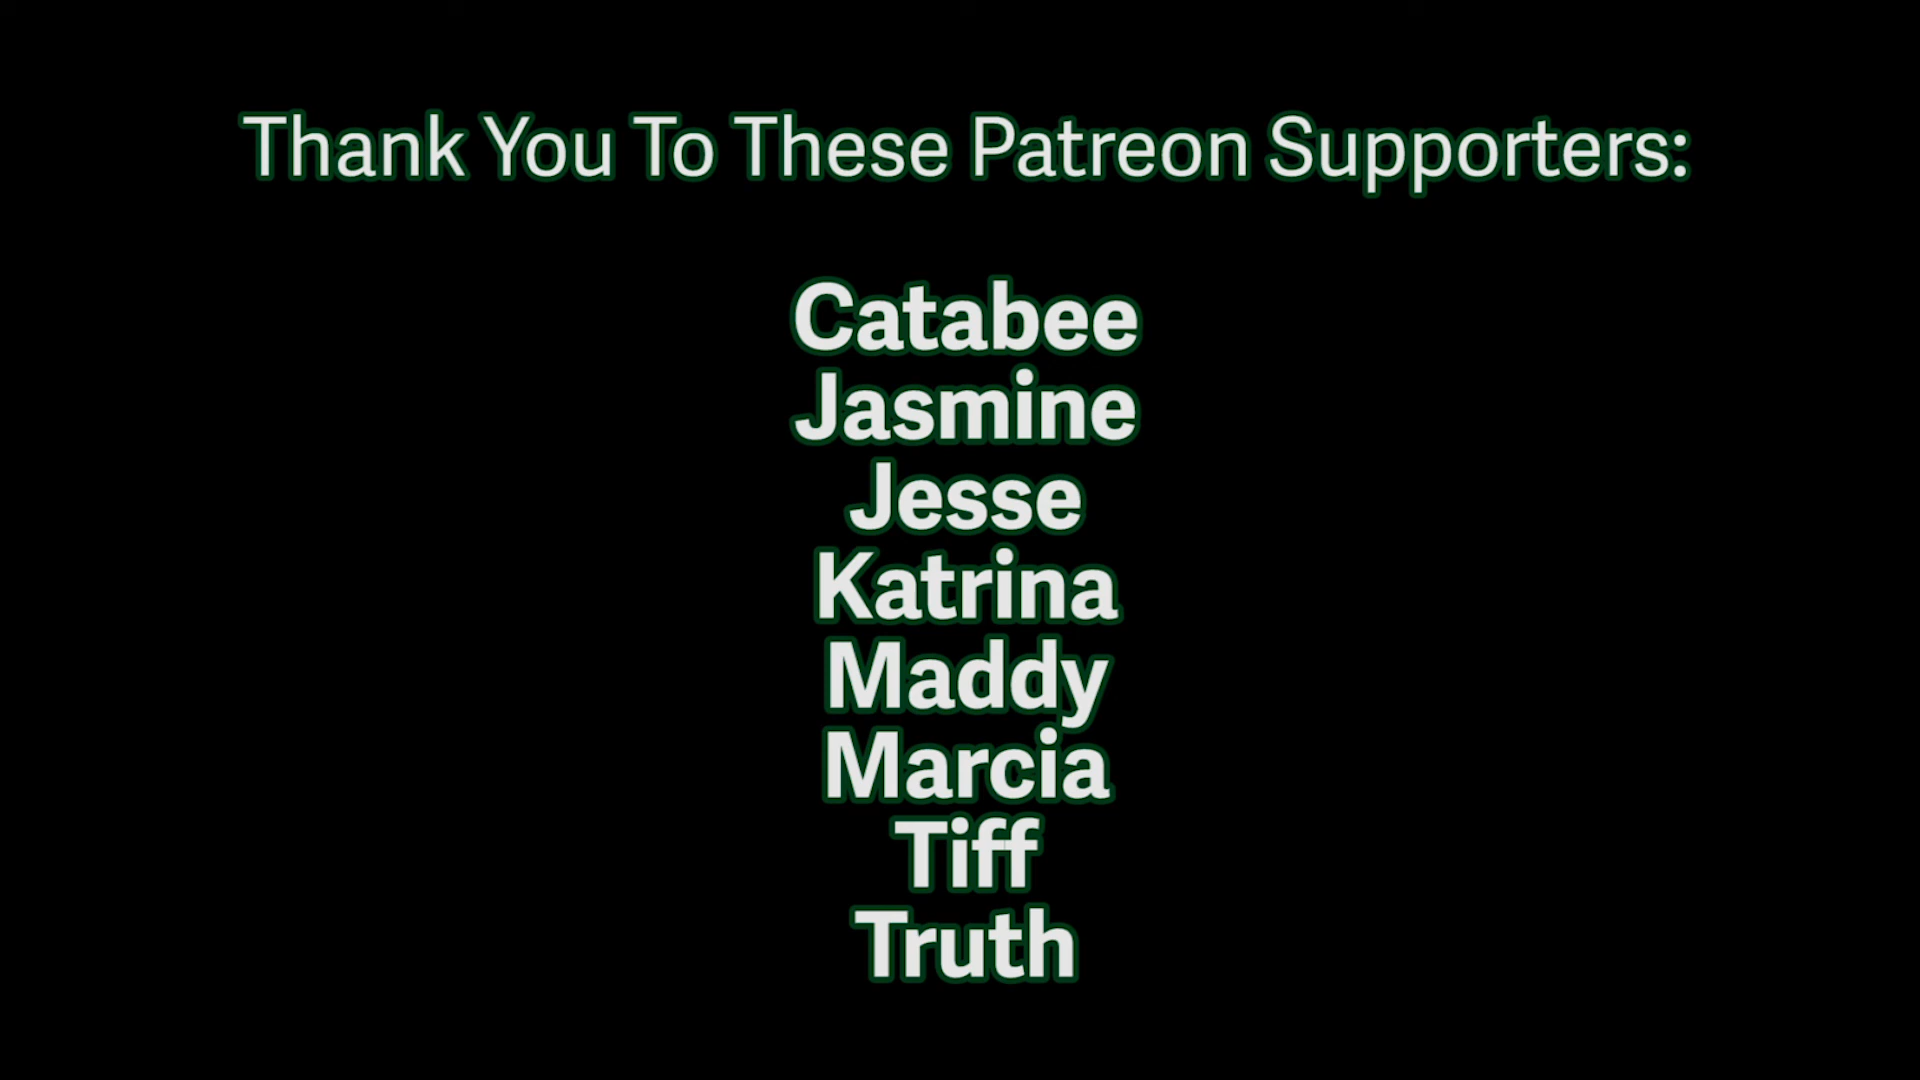 Thank You To These Patreon Supporters:
Catabee
Jasmine
Jesse
Katrina
Maddy
Marcia
Tiff
Truth